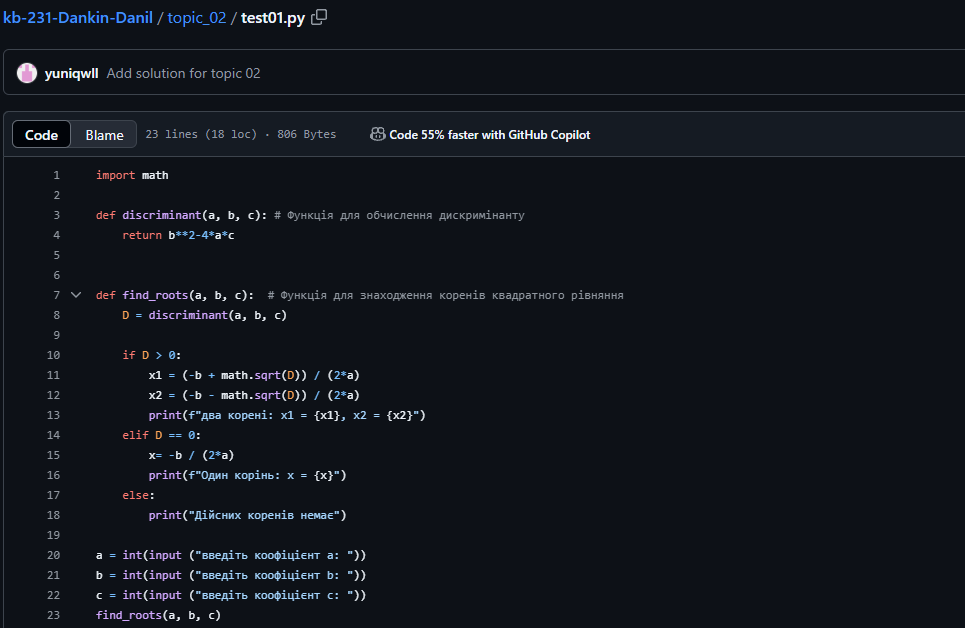 kb-231-Dankin-Danil / topic_02 / test01.py
yuniqwll Add solution for topic 02
Code Blame 23 lines (18 loc) · 806 Bytes Code 55% faster with GitHub Copilot
1 import math
2
3 def discriminant(a, b, c): # Функція для обчислення дискримінанту
4     return b**2-4*a*c
5
6
7 def find_roots(a, b, c):  # Функція для знаходження коренів квадратного рівняння
8     D = discriminant(a, b, c)
9
10     if D > 0:
11         x1 = (-b + math.sqrt(D)) / (2*a)
12         x2 = (-b - math.sqrt(D)) / (2*a)
13         print(f"два корені: x1 = {x1}, x2 = {x2}")
14     elif D == 0:
15         x= -b / (2*a)
16         print(f"Один корінь: x = {x}")
17     else:
18         print("Дійсних коренів немає")
19
20 a = int(input ("введіть коофіцієнт a: "))
21 b = int(input ("введіть коофіцієнт b: "))
22 c = int(input ("введіть коофіцієнт c: "))
23 find_roots(a, b, c)